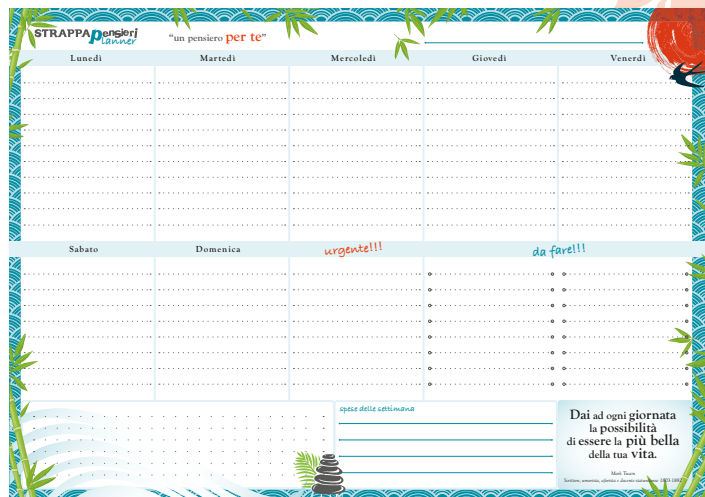 STRAPPApensieri
planner
“un pensiero per te”
Lunedì Martedì Mercoledì Giovedì Venerdì
Sabato Domenica urgente!!! da fare!!!
spese delle settimana
Dai ad ogni giornata
la possibilità
di essere la più bella
della tua vita.
Mark Twain